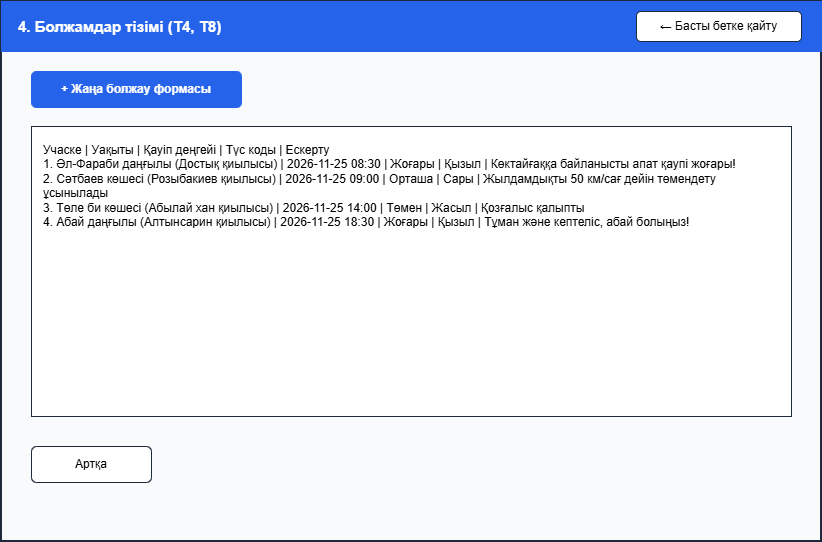 4. Болжамдар тізімі (T4, T8)
← Басты бетке қайту
+ Жаңа болжау формасы
Учаске | Уақыты | Қауіп деңгейі | Түс коды | Ескерту
1. Әл-Фараби даңғылы (Достық қиылысы) | 2026-11-25 08:30 | Жоғары | Қызыл | Көктайғаққа байланысты апат қаупі жоғары!
2. Сәтбаев көшесі (Розыбакиев қиылысы) | 2026-11-25 09:00 | Орташа | Сары | Жылдамдықты 50 км/сағ дейін төмендету
ұсынылады
3. Төле би көшесі (Абылай хан қиылысы) | 2026-11-25 14:00 | Төмен | Жасыл | Қозғалыс қалыпты
4. Абай даңғылы (Алтынсарин қиылысы) | 2026-11-25 18:30 | Жоғары | Қызыл | Тұман және кептеліс, абай болыңыз!
Артқа